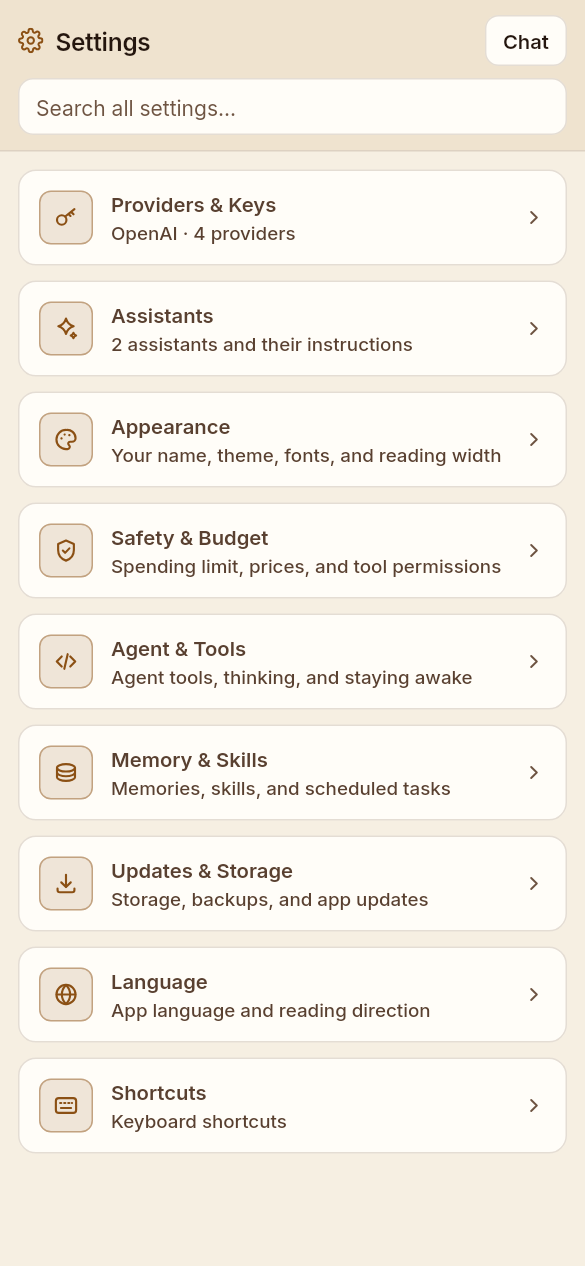 Settings
Chat
Search all settings...
Providers & Keys
OpenAI · 4 providers
Assistants
2 assistants and their instructions
Appearance
Your name, theme, fonts, and reading width
Safety & Budget
Spending limit, prices, and tool permissions
Agent & Tools
Agent tools, thinking, and staying awake
Memory & Skills
Memories, skills, and scheduled tasks
Updates & Storage
Storage, backups, and app updates
Language
App language and reading direction
Shortcuts
Keyboard shortcuts